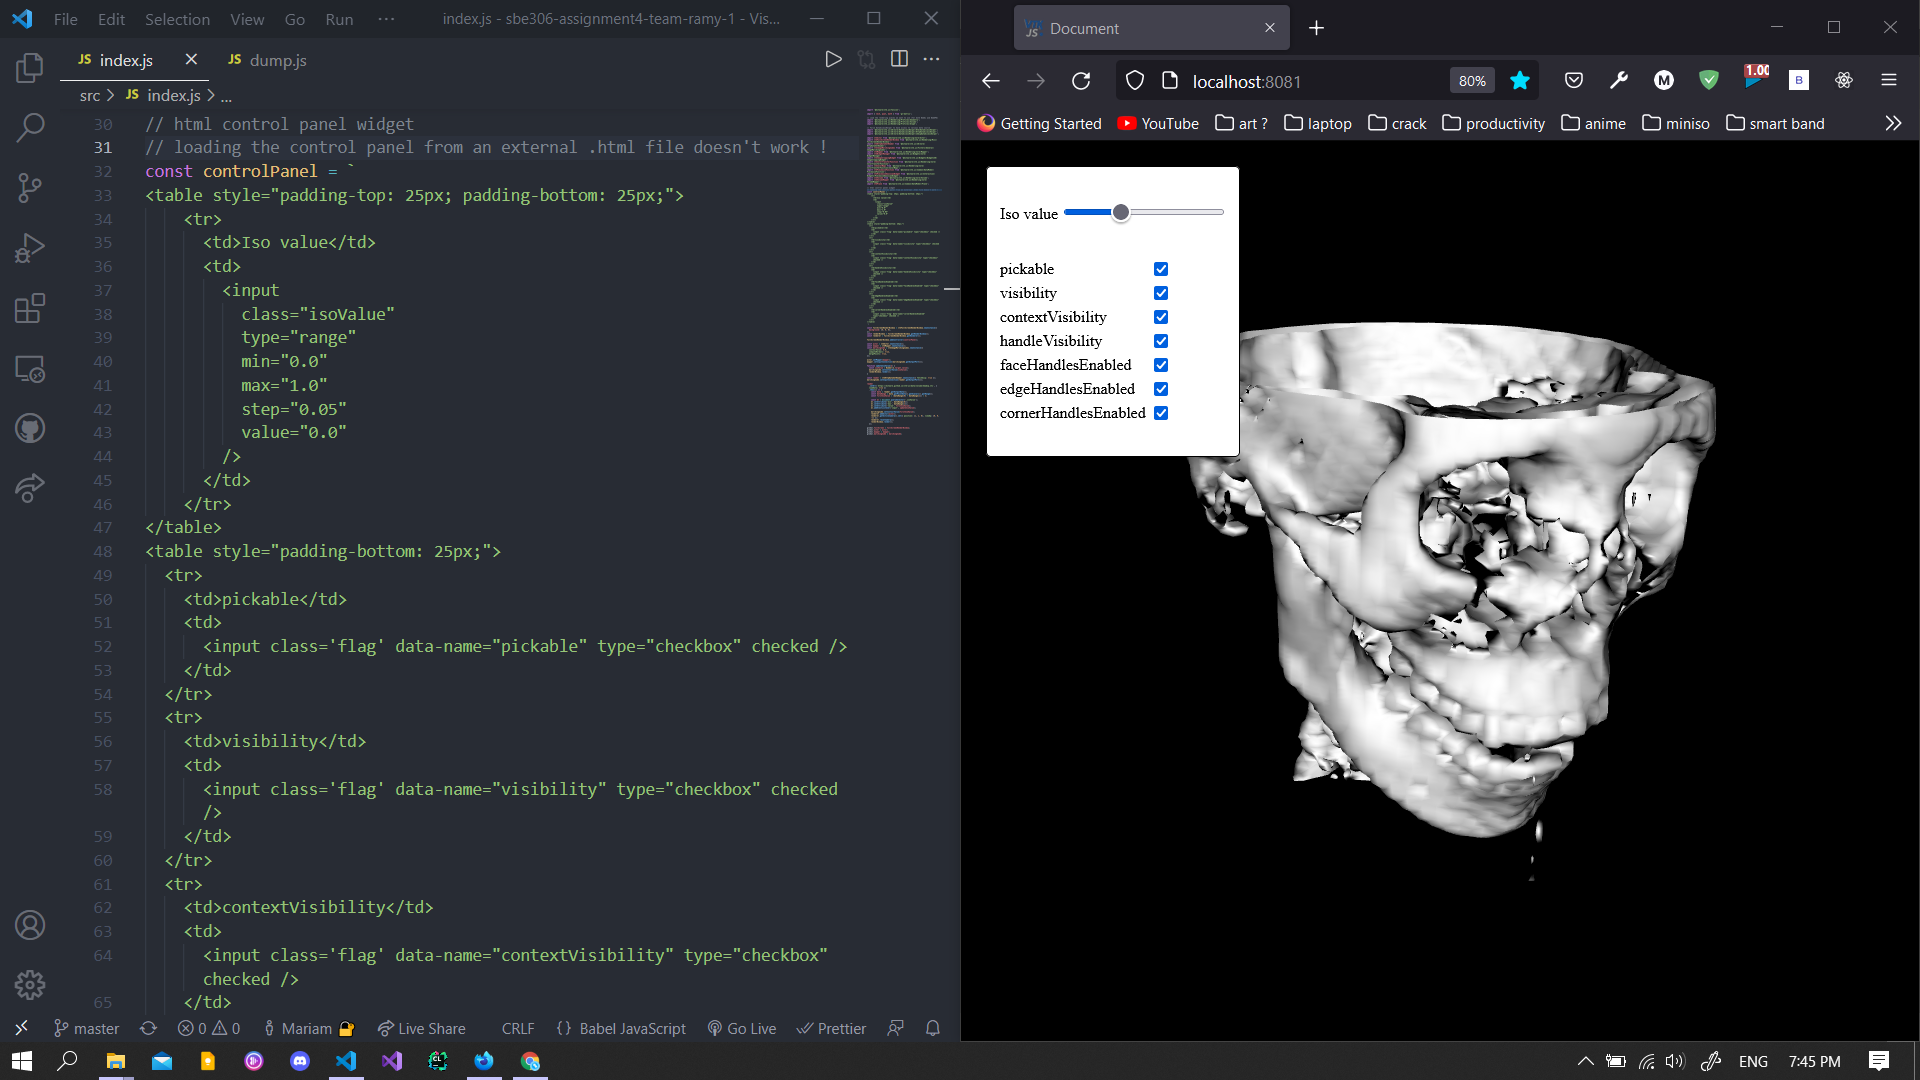 File Edit Selection View Go Run ··· index.js - sbe306-assignment4-team-ramy-1 - Vis...
JS index.js JS dump.js
src > JS index.js > ...
30 // html control panel widget
31 // loading the control panel from an external .html file doesn't work !
32 const controlPanel = `
33 <table style="padding-top: 25px; padding-bottom: 25px;">
34 <tr>
35 <td>Iso value</td>
36 <td>
37 <input
38 class="isoValue"
39 type="range"
40 min="0.0"
41 max="1.0"
42 step="0.05"
43 value="0.0"
44 />
45 </td>
46 </tr>
47 </table>
48 <table style="padding-bottom: 25px;">
49 <tr>
50 <td>pickable</td>
51 <td>
52 <input class='flag' data-name="pickable" type="checkbox" checked />
53 </td>
54 </tr>
55 <tr>
56 <td>visibility</td>
57 <td>
58 <input class='flag' data-name="visibility" type="checkbox" checked
/>
59 </td>
60 </tr>
61 <tr>
62 <td>contextVisibility</td>
63 <td>
64 <input class='flag' data-name="contextVisibility" type="checkbox"
checked />
65 </td>
master 0 0 Mariam Live Share CRLF {} Babel JavaScript Go Live Prettier
JS Document
localhost:8081 80% M 1.00 B
Getting Started YouTube art ? laptop crack productivity anime miniso smart band
Iso value
pickable
visibility
contextVisibility
handleVisibility
faceHandlesEnabled
edgeHandlesEnabled
cornerHandlesEnabled
ENG 7:45 PM